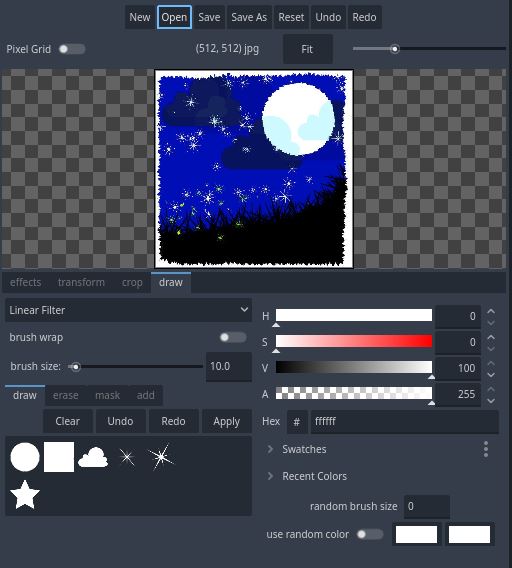 New Open Save Save As Reset Undo Redo
Pixel Grid (512, 512) jpg Fit
effects transform crop draw
Linear Filter
brush wrap
brush size: 10.0
draw erase mask add
Clear Undo Redo Apply
H 0
S 0
V 100
A 255
Hex # ffffff
Swatches
Recent Colors
random brush size 0
use random color